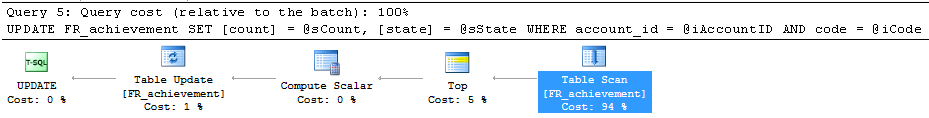 Query 5: Query cost (relative to the batch): 100%
UPDATE FR_achievement SET [count] = @sCount, [state] = @sState WHERE account_id = @iAccountID AND code = @iCode
T-SQL
UPDATE
Cost: 0 %
Table Update
[FR_achievement]
Cost: 1 %
Compute Scalar
Cost: 0 %
Top
Cost: 5 %
Table Scan
[FR_achievement]
Cost: 94 %